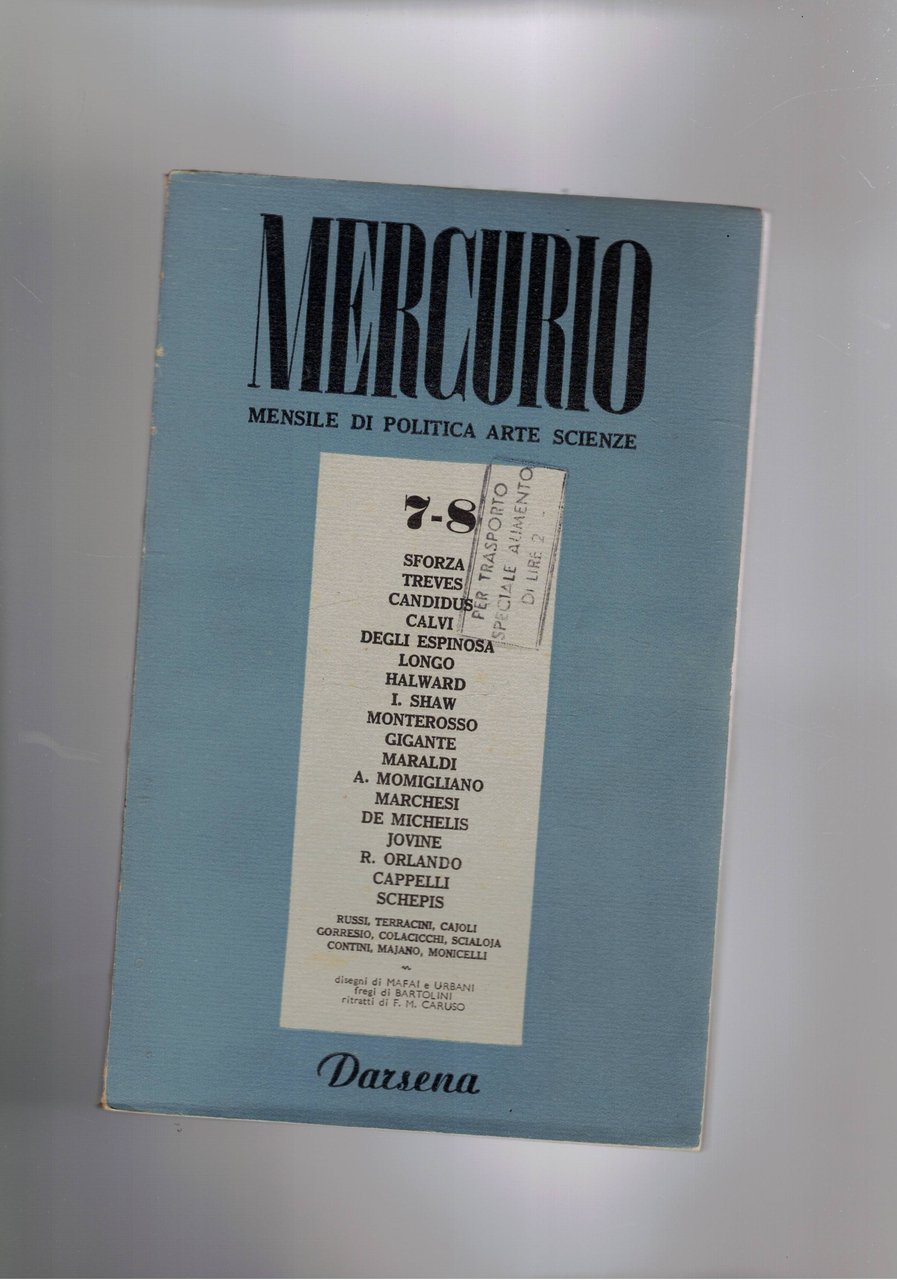 MERCURIO
MENSILE DI POLITICA ARTE SCIENZE
7-8
SFORZA
TREVES
CANDIDUS
CALVI
DEGLI ESPINOSA
LONGO
HALWARD
I. SHAW
MONTEROSSO
GIGANTE
MARALDI
A. MOMIGLIANO
MARCHESI
DE MICHELIS
JOVINE
R. ORLANDO
CAPPELLI
SCHEPIS
RUSSI, TERRACINI, CAJOLI
GORRESIO, COLACICCHI, SCIALOJA
CONTINI, MAJANO, MONICELLI
disegni di MAFAI e URBANI
fregi di BARTOLINI
ritratti di F. M. CARUSO
Darsena
PER TRASPORTO
SPECIALE AUMENTO
DI LIRE 2